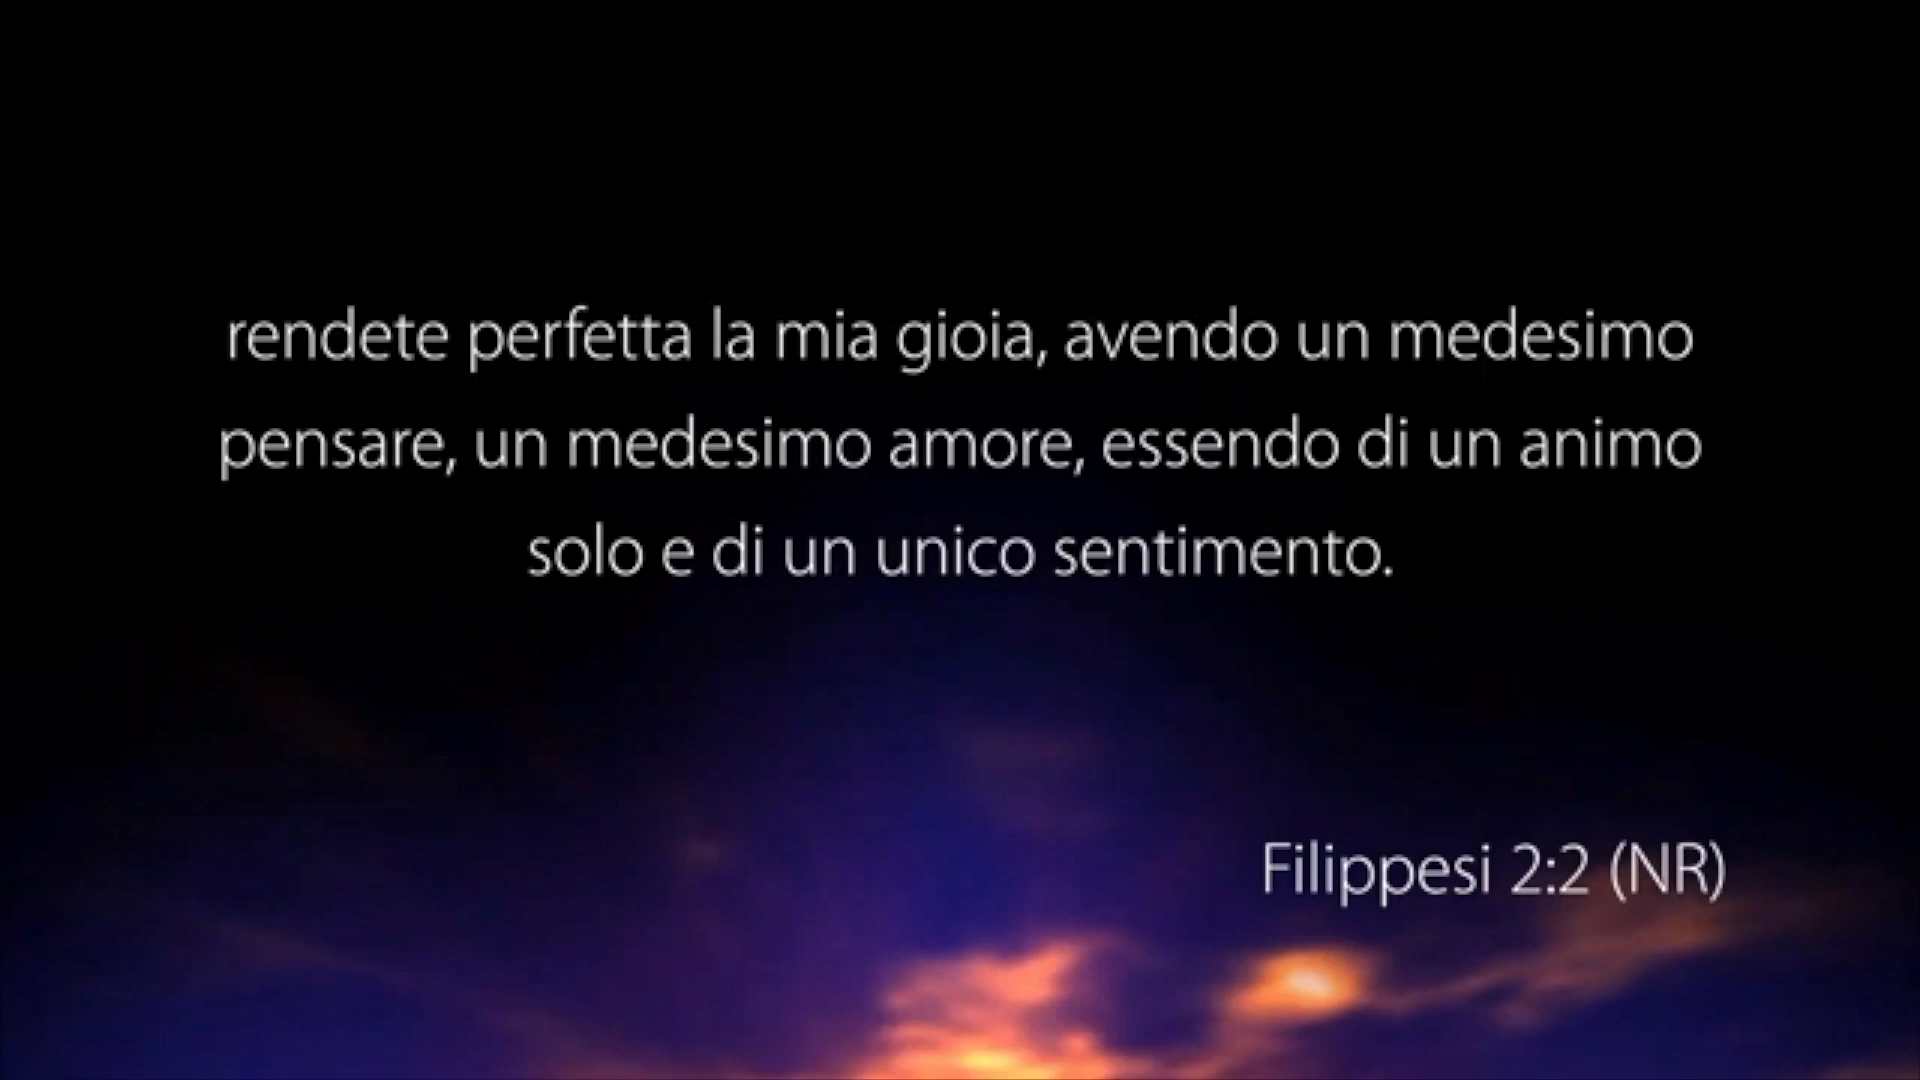 rendete perfetta la mia gioia, avendo un medesimo
pensare, un medesimo amore, essendo di un animo
solo e di un unico sentimento.
Filippesi 2:2 (NR)